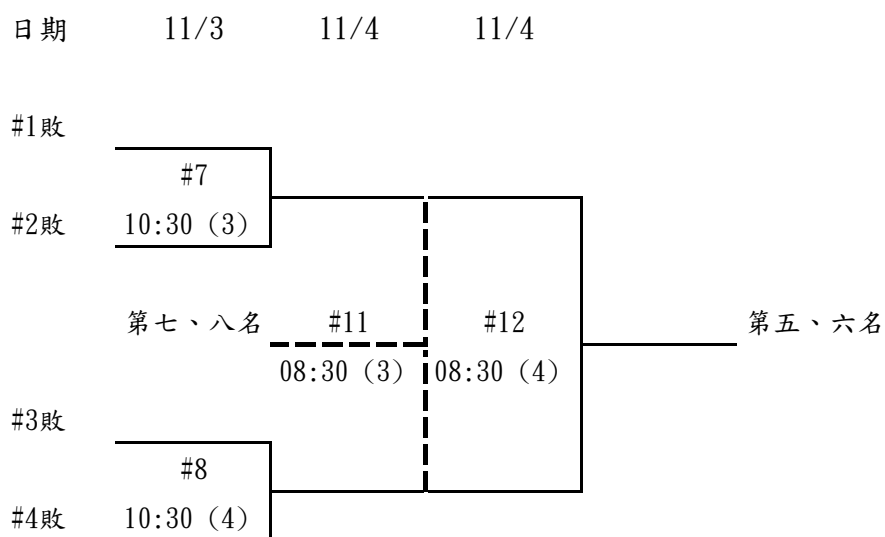 日期 11/3 11/4 11/4
#1敗
#7
#2敗 10:30 (3)
第七、八名 #11 #12 第五、六名
08:30 (3) 08:30 (4)
#3敗
#8
#4敗 10:30 (4)